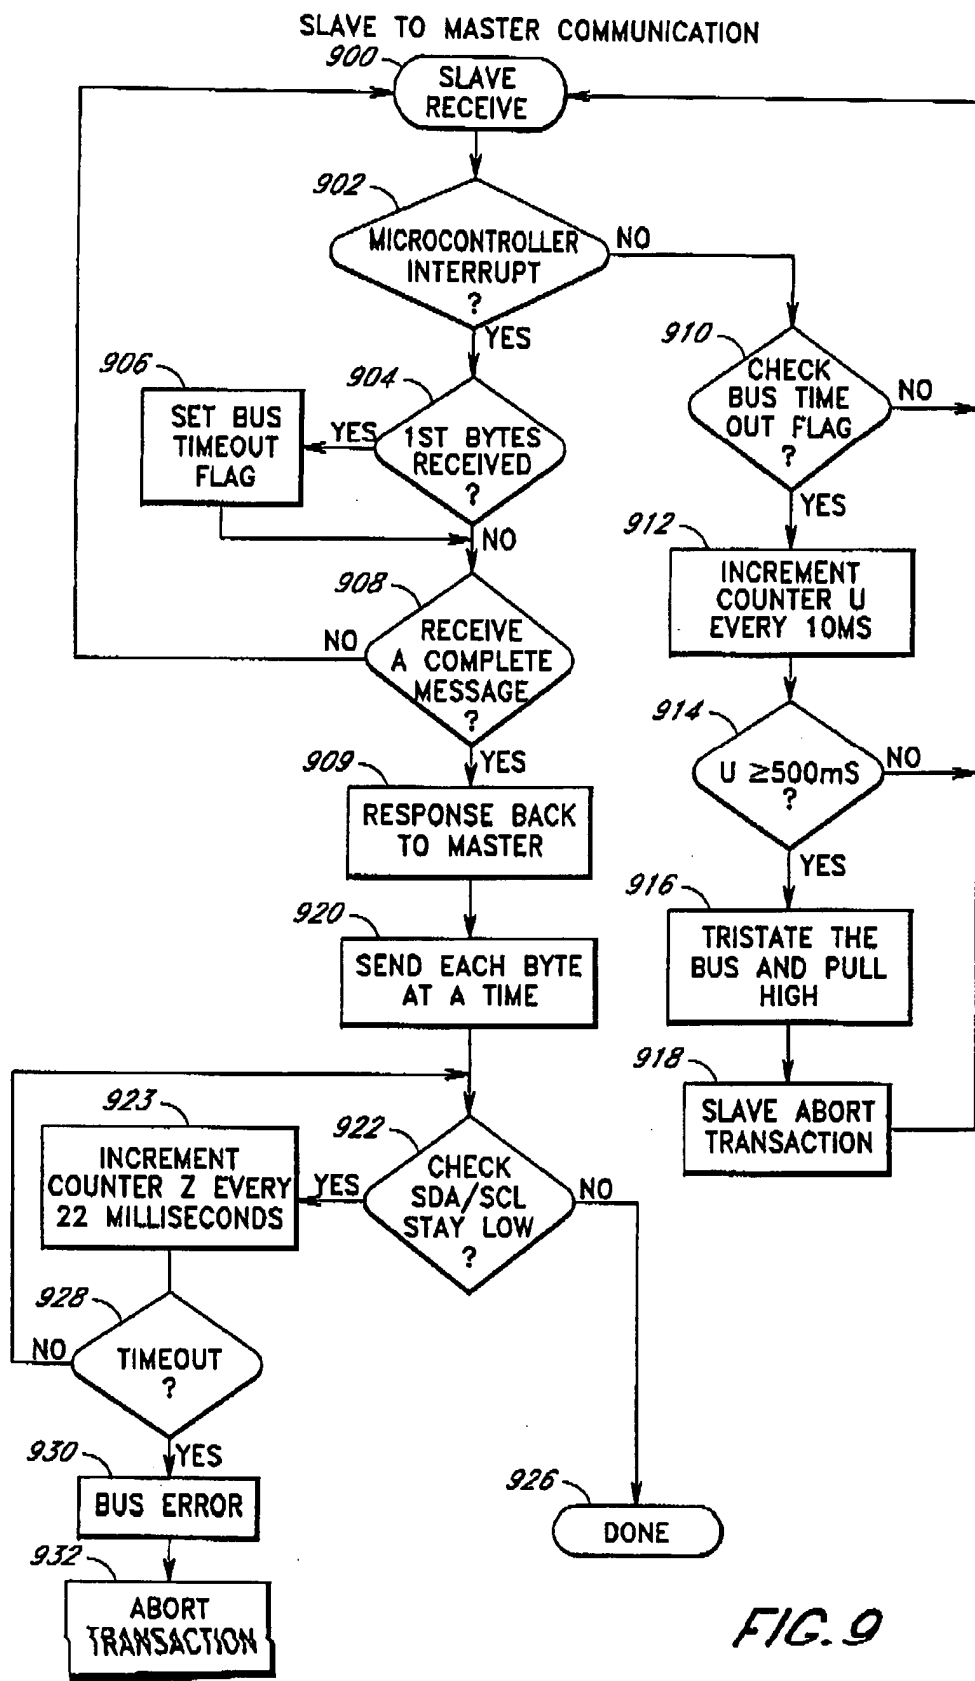 SLAVE TO MASTER COMMUNICATION
900
SLAVE
RECEIVE
902
MICROCONTROLLER
INTERRUPT
?
NO
YES
906
SET BUS
TIMEOUT
FLAG
904
YES
1ST BYTES
RECEIVED
?
NO
910
CHECK
BUS TIME
OUT FLAG
?
NO
YES
912
INCREMENT
COUNTER U
EVERY 10MS
908
NO
RECEIVE
A COMPLETE
MESSAGE
?
YES
914
U ≥500mS
?
NO
YES
909
RESPONSE BACK
TO MASTER
916
TRISTATE THE
BUS AND PULL
HIGH
920
SEND EACH BYTE
AT A TIME
918
SLAVE ABORT
TRANSACTION
923
INCREMENT
COUNTER Z EVERY
22 MILLISECONDS
922
YES
CHECK
SDA/SCL
STAY LOW
?
NO
928
NO
TIMEOUT
?
YES
930
BUS ERROR
926
DONE
932
ABORT
TRANSACTION
FIG. 9